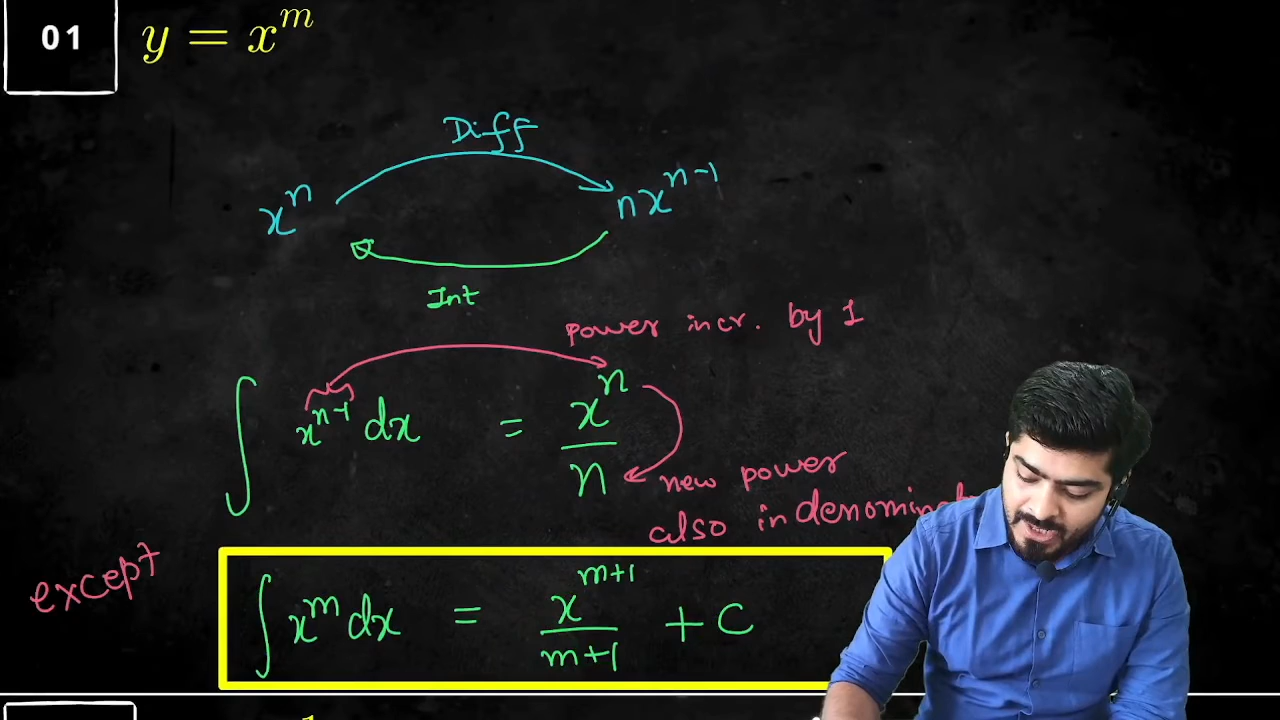 01 y = x^m
Diff
x^n nx^{n-1}
Int
power incr. by 1
∫ x^{n-1} dx = x^n / n
new power
also in
except
∫ x^m dx = x^{m+1} / m+1 + C